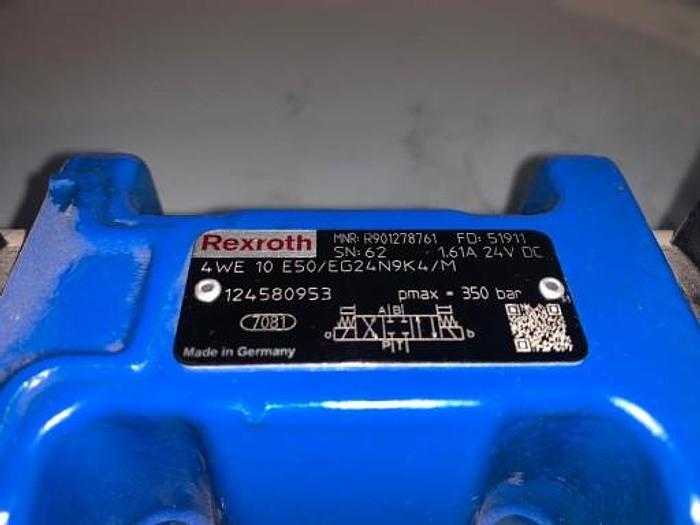 Rexroth
MNR: R901278761 FD: 51911
SN: 62 1.61A 24V DC
4WE 10 E50/EG24N9K4/M
124580953 pmax = 350 bar
7081
A B
a b
P T
Made in Germany